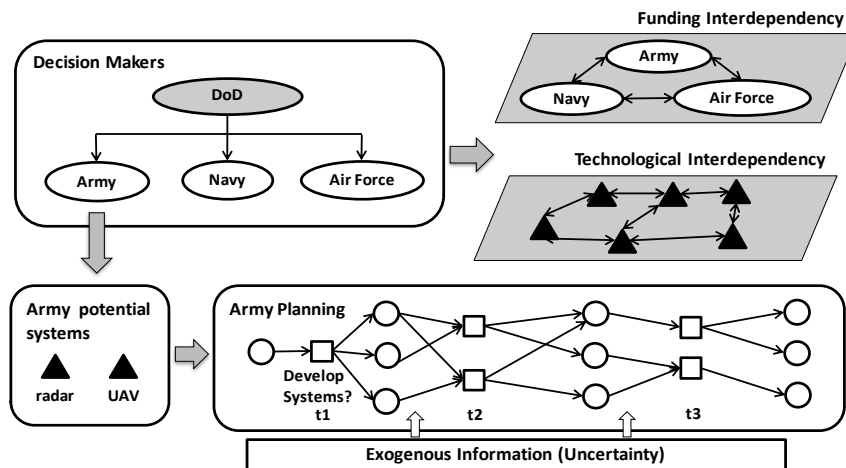 Funding Interdependency
Decision Makers
DoD
Army
Navy
Air Force
Army
Navy
Air Force
Technological Interdependency
Army potential
systems
radar
UAV
Army Planning
Develop
Systems?
t1
t2
t3
Exogenous Information (Uncertainty)